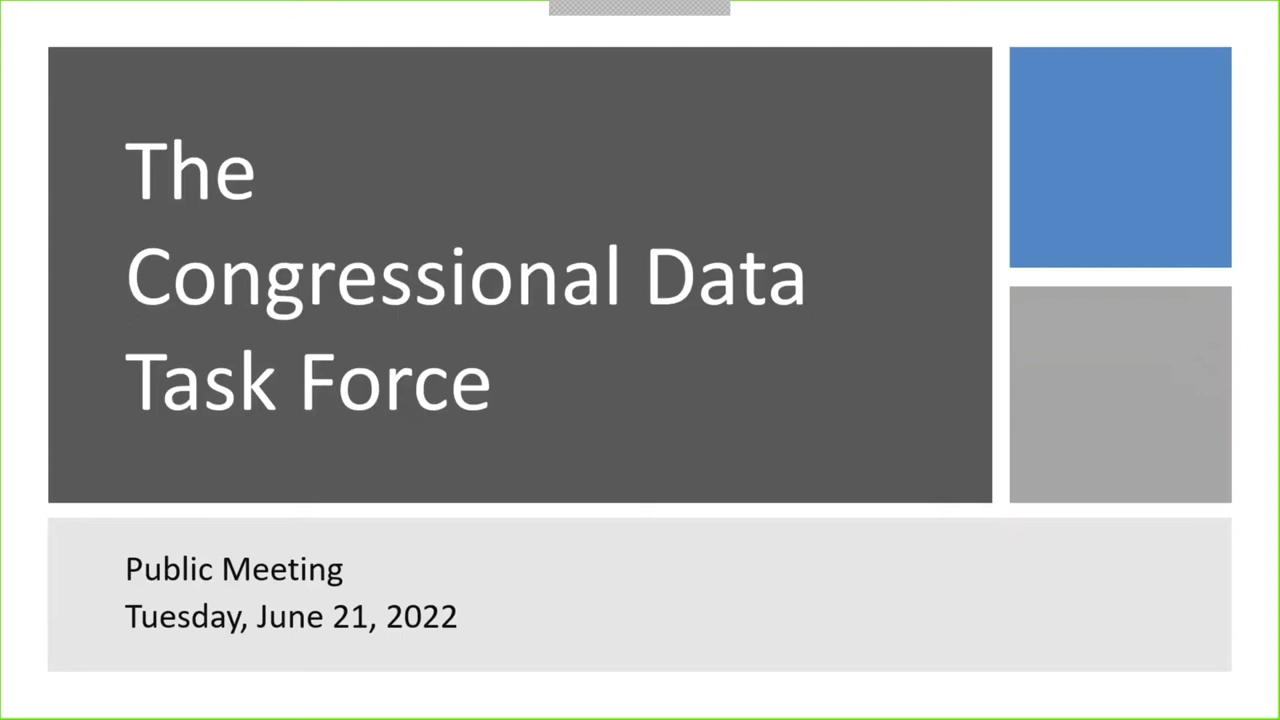 The
Congressional Data
Task Force
Public Meeting
Tuesday, June 21, 2022